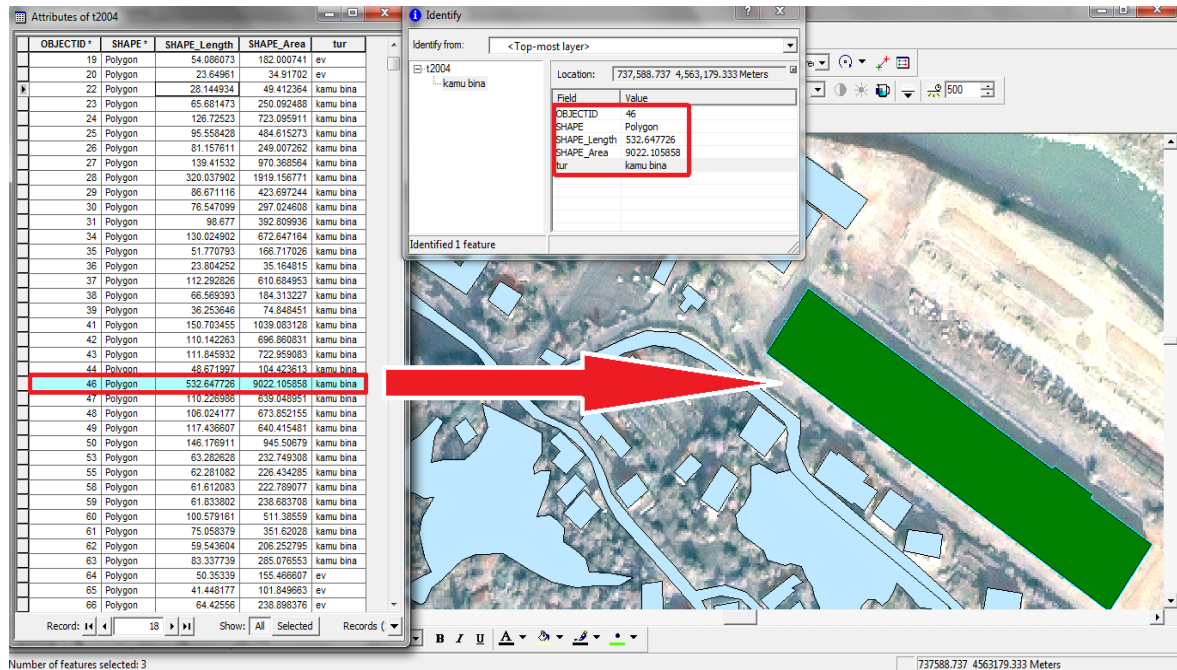 Attributes of t2004
OBJECTID * SHAPE * SHAPE_Length SHAPE_Area tur
19 Polygon 54.086073 182.000741 ev
20 Polygon 23.64961 34.91702 ev
22 Polygon 28.144934 49.412364 kamu bina
23 Polygon 65.681473 250.092488 kamu bina
24 Polygon 126.72523 723.095911 kamu bina
25 Polygon 95.558428 484.615273 kamu bina
26 Polygon 81.157611 249.007262 kamu bina
27 Polygon 139.41532 970.368564 kamu bina
28 Polygon 320.037902 1919.156771 kamu bina
29 Polygon 86.671116 423.697244 kamu bina
30 Polygon 76.547099 297.024608 kamu bina
31 Polygon 98.677 392.809936 kamu bina
34 Polygon 130.024902 672.647164 kamu bina
35 Polygon 51.770793 166.717026 kamu bina
36 Polygon 23.804252 35.164815 kamu bina
37 Polygon 112.292826 610.684953 kamu bina
38 Polygon 66.569393 184.313227 kamu bina
39 Polygon 36.253646 74.848451 kamu bina
41 Polygon 150.703455 1039.083128 kamu bina
42 Polygon 110.142263 696.860831 kamu bina
43 Polygon 111.845932 722.959083 kamu bina
44 Polygon 48.671997 104.423613 kamu bina
46 Polygon 532.647726 9022.105858 kamu bina
47 Polygon 110.226986 639.048951 kamu bina
48 Polygon 106.024177 673.852155 kamu bina
49 Polygon 117.436607 640.415481 kamu bina
50 Polygon 146.176911 945.50679 kamu bina
53 Polygon 63.282628 232.749308 kamu bina
55 Polygon 62.281082 226.434285 kamu bina
58 Polygon 61.612083 222.789077 kamu bina
59 Polygon 61.833802 238.683708 kamu bina
60 Polygon 100.579161 511.38559 kamu bina
61 Polygon 75.058379 351.62028 kamu bina
62 Polygon 59.543604 206.252795 kamu bina
63 Polygon 83.337739 285.076553 kamu bina
64 Polygon 50.35339 155.466607 ev
65 Polygon 41.448177 101.849663 ev
66 Polygon 64.42556 238.898376 ev
Record: 18 Show: All Selected Records (
Identify
Identify from: <Top-most layer>
t2004
kamu bina
Location: 737,588.737 4,563,179.333 Meters
Field Value
OBJECTID 46
SHAPE Polygon
SHAPE_Length 532.647726
SHAPE_Area 9022.105858
tur kamu bina
Identified 1 feature
500
B I U A
Number of features selected: 3
737588.737 4563179.333 Meters